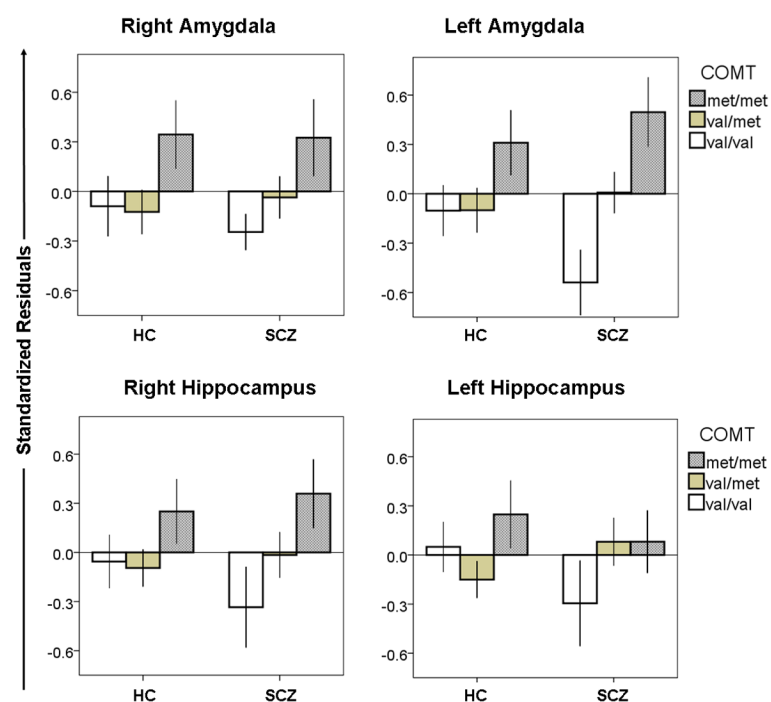 Right Amygdala
Left Amygdala
0.6
0.3
0.0
-0.3
-0.6
HC
SCZ
0.6
0.3
0.0
-0.3
-0.6
HC
SCZ
COMT
met/met
val/met
val/val
Standardized Residuals
Right Hippocampus
Left Hippocampus
0.6
0.3
0.0
-0.3
-0.6
HC
SCZ
0.6
0.3
0.0
-0.3
-0.6
HC
SCZ
COMT
met/met
val/met
val/val